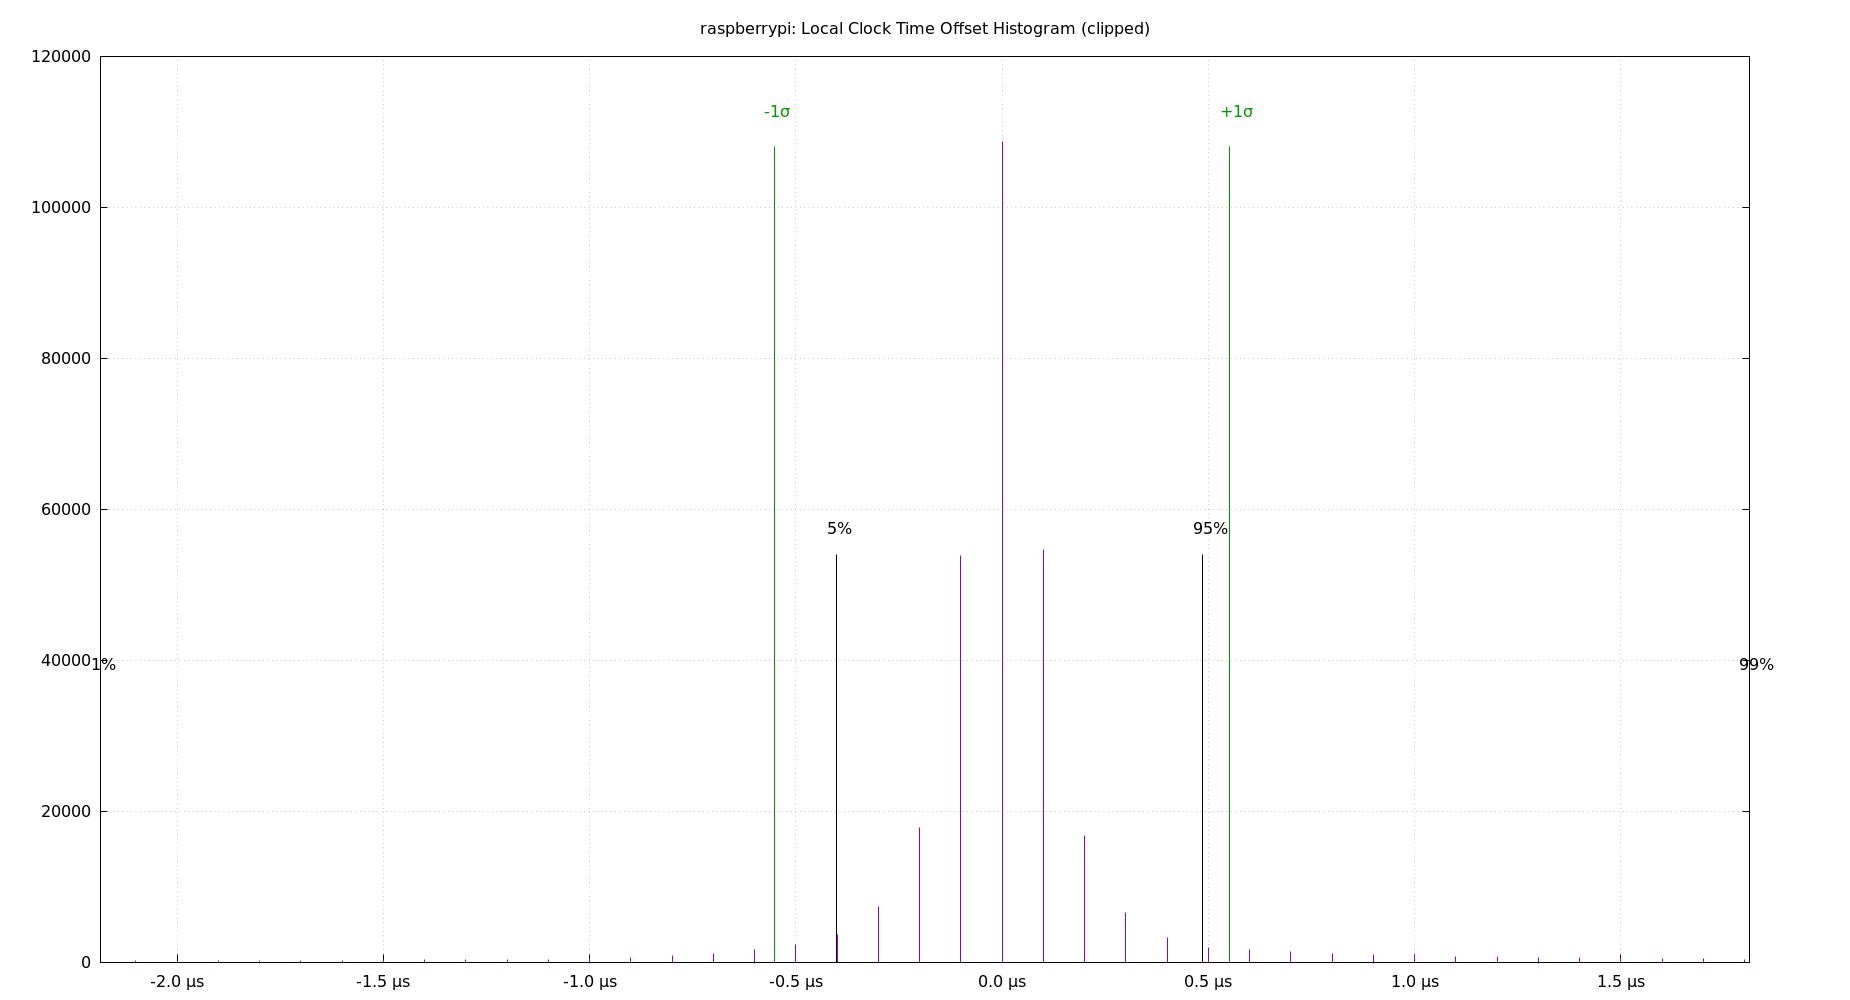 raspberrypi: Local Clock Time Offset Histogram (clipped)
120000
-1σ +1σ
100000
80000
60000
5% 95%
40000 1% 99%
20000
0
-2.0 µs -1.5 µs -1.0 µs -0.5 µs 0.0 µs 0.5 µs 1.0 µs 1.5 µs